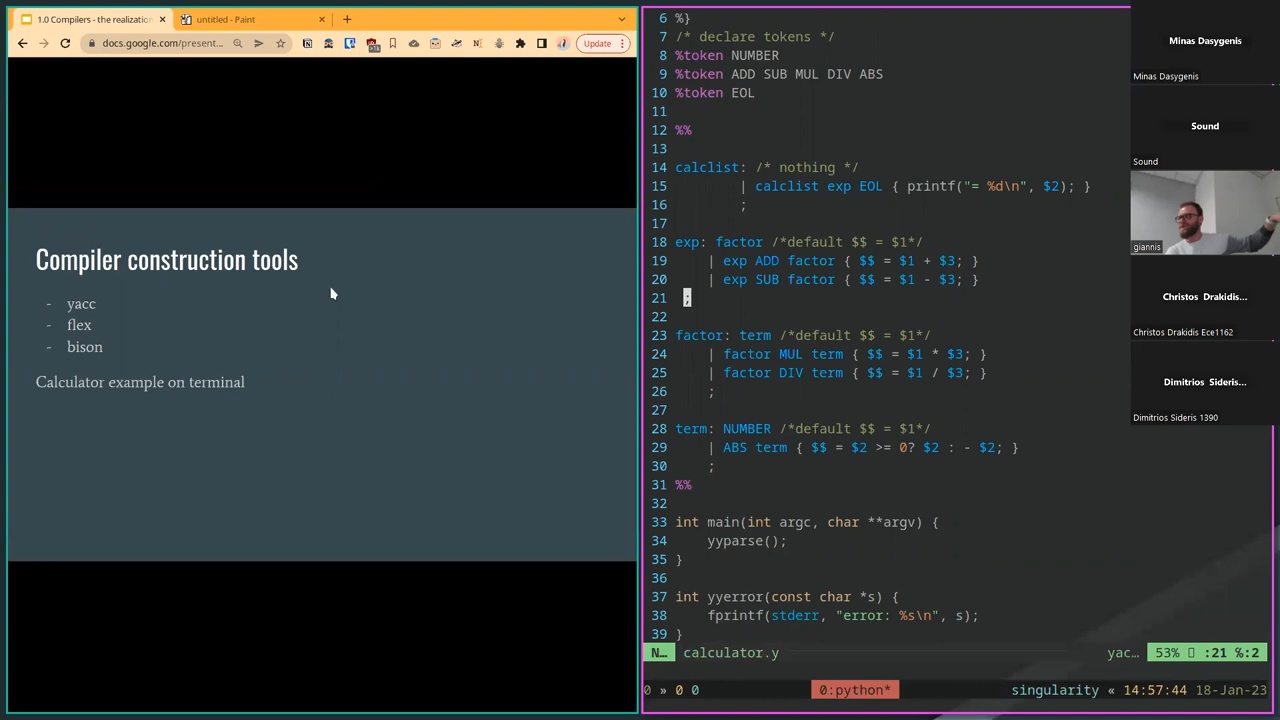 1.0 Compilers - the realization
untitled - Paint
docs.google.com/present...
Update
Compiler construction tools
- yacc
- flex
- bison
Calculator example on terminal
6 %}
7 /* declare tokens */
8 %token NUMBER
9 %token ADD SUB MUL DIV ABS
10 %token EOL
11
12 %%
13
14 calclist: /* nothing */
15 | calclist exp EOL { printf("= %d\n", $2); }
16 ;
17
18 exp: factor /*default $$ = $1*/
19 | exp ADD factor { $$ = $1 + $3; }
20 | exp SUB factor { $$ = $1 - $3; }
21 ;
22
23 factor: term /*default $$ = $1*/
24 | factor MUL term { $$ = $1 * $3; }
25 | factor DIV term { $$ = $1 / $3; }
26 ;
27
28 term: NUMBER /*default $$ = $1*/
29 | ABS term { $$ = $2 >= 0? $2 : - $2; }
30 ;
31 %%
32
33 int main(int argc, char **argv) {
34 yyparse();
35 }
36
37 int yyerror(const char *s) {
38 fprintf(stderr, "error: %s\n", s);
39 }
N... calculator.y yac… 53% :21 %:2
0 » 0 0 0:python* singularity « 14:57:44 18-Jan-23
Minas Dasygenis
Minas Dasygenis
Sound
Sound
giannis
Christos Drakidis...
Christos Drakidis Ece1162
Dimitrios Sideris...
Dimitrios Sideris 1390